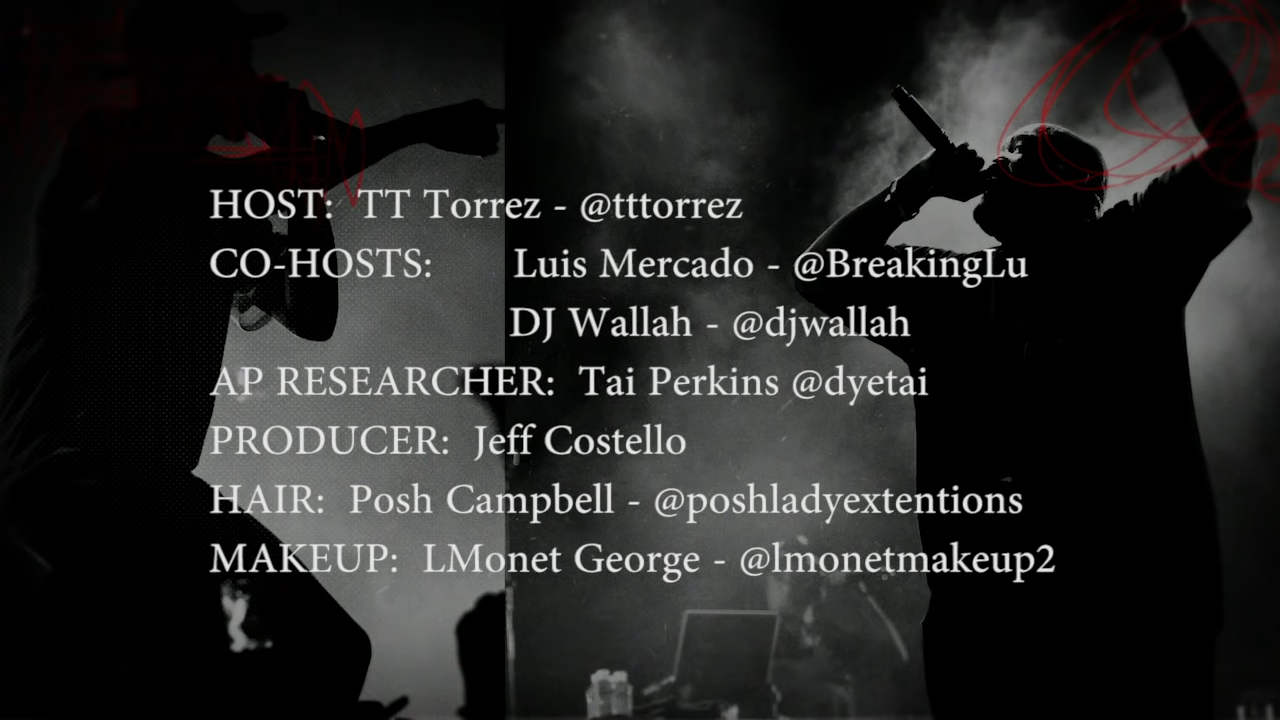 HOST: TT Torrez - @tttorrez
CO-HOSTS: Luis Mercado - @BreakingLu
DJ Wallah - @djwallah
AP RESEARCHER: Tai Perkins @dyetai
PRODUCER: Jeff Costello
HAIR: Posh Campbell - @poshladyextentions
MAKEUP: LMonet George - @lmonetmakeup2